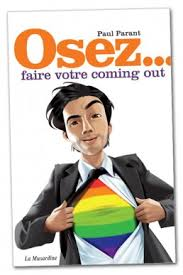 Paul Parant
Osez...
faire votre coming out
La Musardine